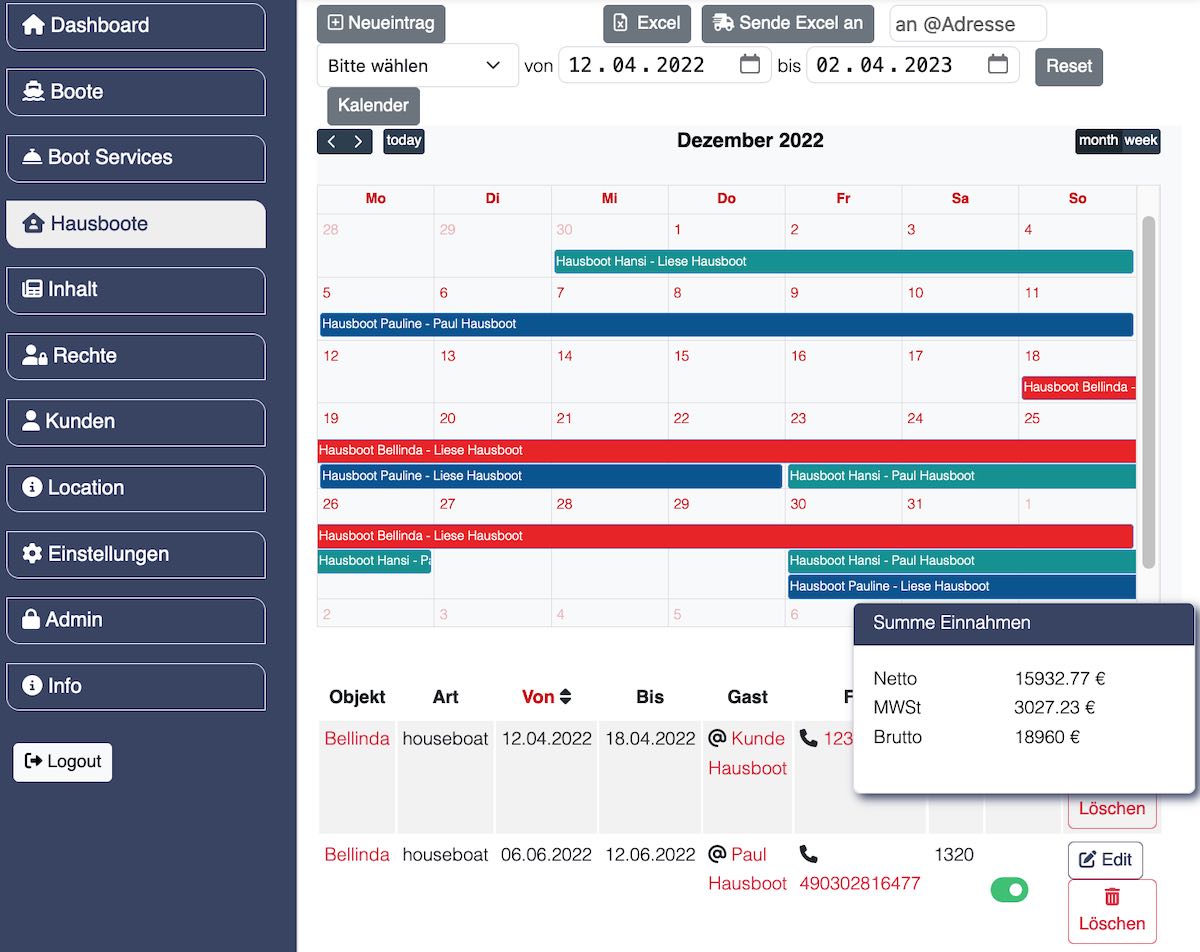 Dashboard
Boote
Boot Services
Hausboote
Inhalt
Rechte
Kunden
Location
Einstellungen
Admin
Info
Logout
Neueintrag Excel Sende Excel an an @Adresse
Bitte wählen von 12.04.2022 bis 02.04.2023 Reset
Kalender
today Dezember 2022 month week
Mo Di Mi Do Fr Sa So
28 29 30 1 2 3 4
Hausboot Hansi - Liese Hausboot
5 6 7 8 9 10 11
Hausboot Pauline - Paul Hausboot
12 13 14 15 16 17 18
Hausboot Bellinda -
19 20 21 22 23 24 25
Hausboot Bellinda - Liese Hausboot
Hausboot Pauline - Liese Hausboot Hausboot Hansi - Paul Hausboot
26 27 28 29 30 31 1
Hausboot Bellinda - Liese Hausboot
Hausboot Hansi - Pa Hausboot Hansi - Paul Hausboot
Hausboot Pauline - Liese Hausboot
2 3 4 5 6
Summe Einnahmen
Netto 15932.77 €
MWSt 3027.23 €
Brutto 18960 €
Objekt Art Von Bis Gast F
Bellinda houseboat 12.04.2022 18.04.2022 @ Kunde 123
Hausboot
Löschen
Bellinda houseboat 06.06.2022 12.06.2022 @ Paul 1320 Edit
Hausboot 490302816477
Löschen